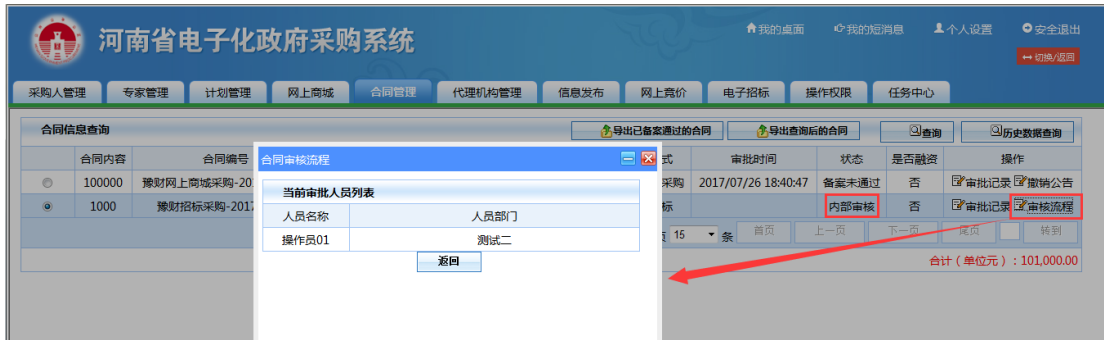 河南省电子化政府采购系统
我的桌面 我的短消息 个人设置 安全退出
切换/返回
采购人管理 专家管理 计划管理 网上商城 合同管理 代理机构管理 信息发布 网上竞价 电子招标 操作权限 任务中心
合同信息查询 导出已备案通过的合同 导出查询后的合同 查询 历史数据查询
合同内容 合同编号 式 审批时间 状态 是否融资 操作
100000 豫财网上商城采购-20 采购 2017/07/26 18:40:47 备案未通过 否 审批记录 撤销公告
1000 豫财招标采购-2017 标 内部审核 否 审批记录 审核流程
15 条 首页 上一页 下一页 尾页 转到
合计（单位元）：101,000.00
合同审核流程
当前审批人员列表
人员名称 人员部门
操作员01 测试二
返回